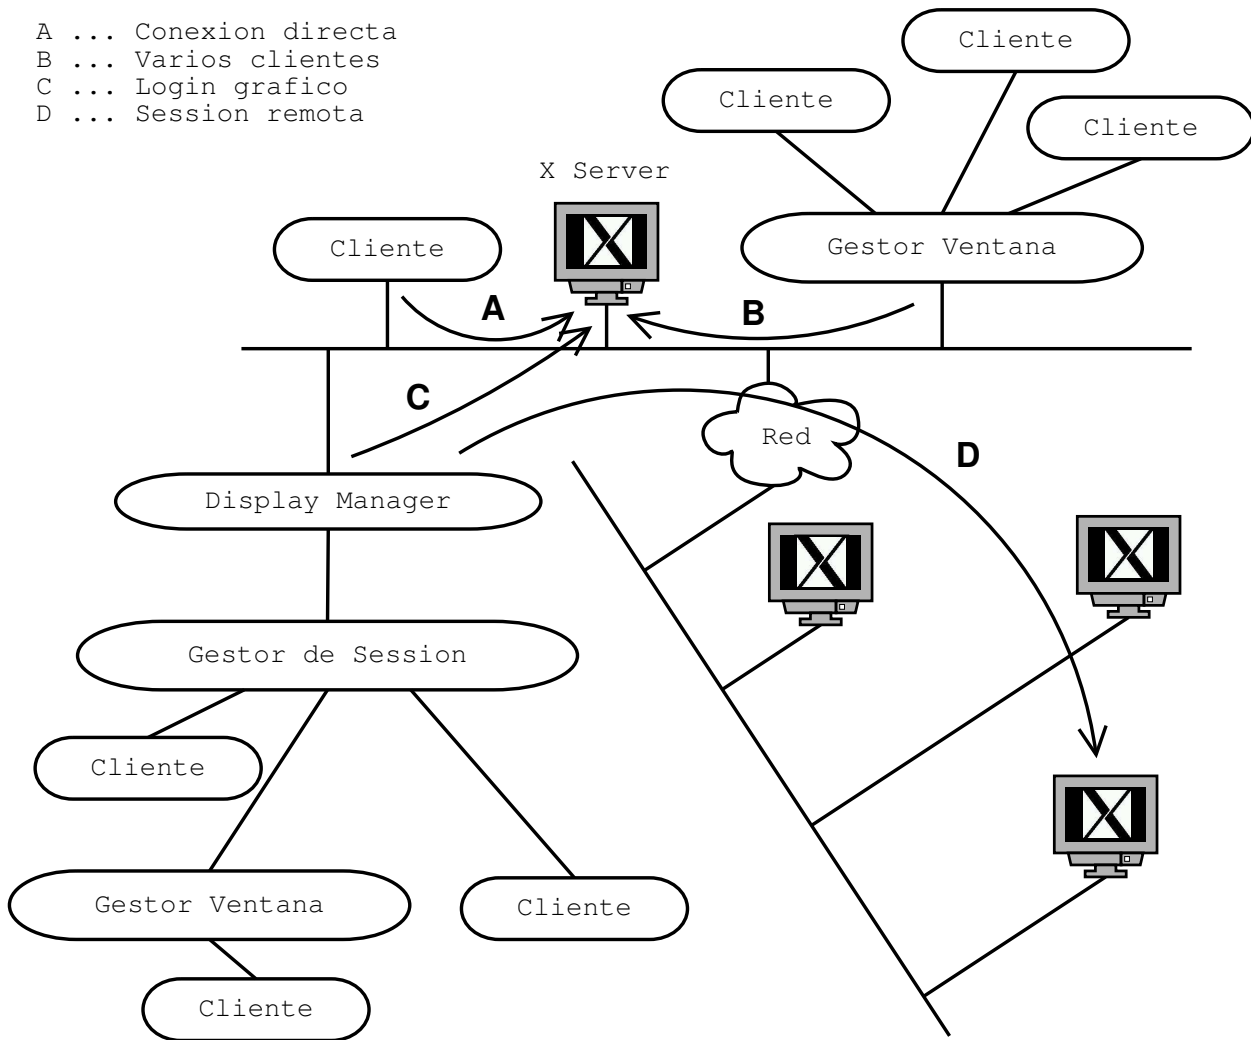 A ... Conexion directa
B ... Varios clientes
C ... Login grafico
D ... Session remota
Cliente
Cliente
Cliente
X Server
Cliente
Gestor Ventana
A
B
C
Red
D
Display Manager
Gestor de Session
Cliente
Gestor Ventana
Cliente
Cliente